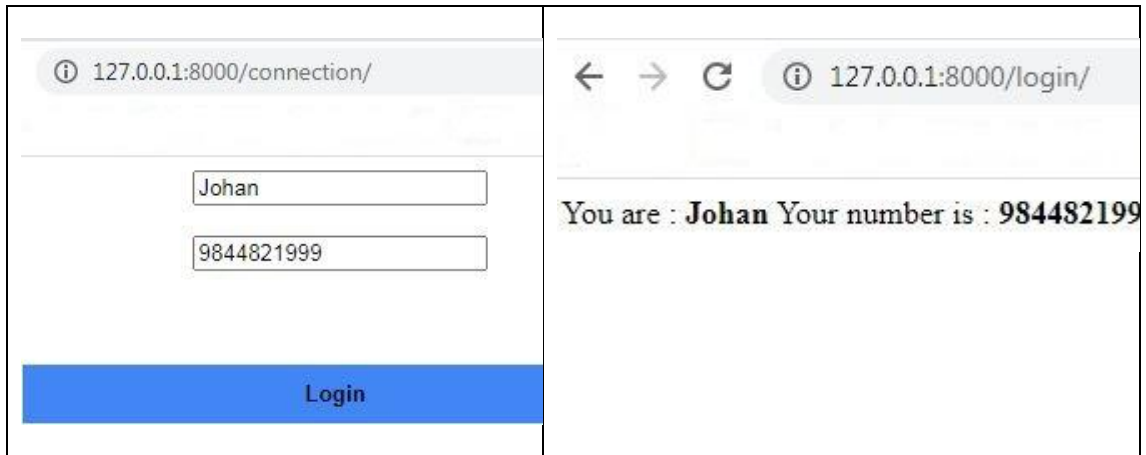 127.0.0.1:8000/connection/
Johan
9844821999
Login
127.0.0.1:8000/login/
You are : Johan Your number is : 984482199